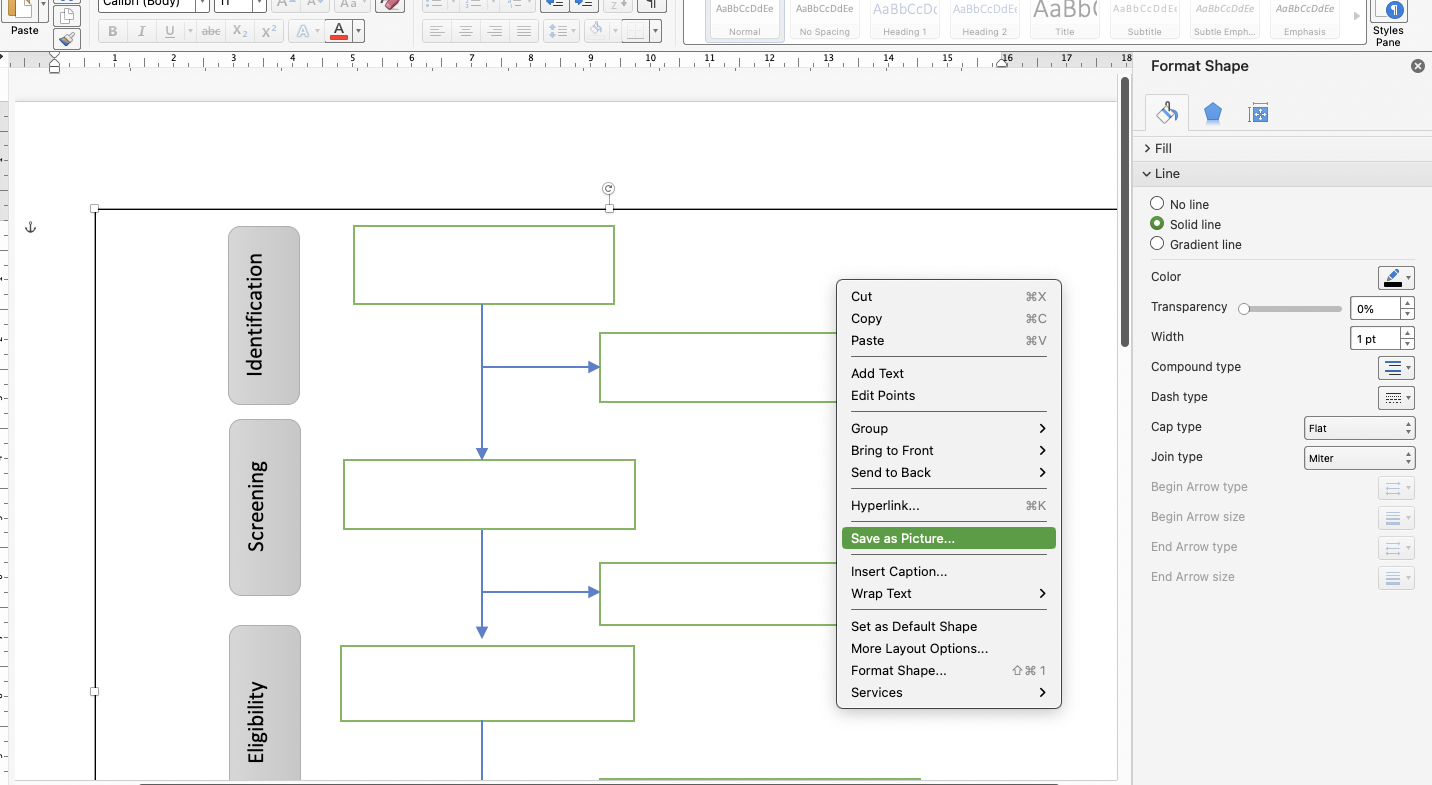 Calibri (Body)
11
A
A
Aa
AaBbCcDdEe
AaBbCcDdEe
AaBbCcDc
AaBbCcDdEe
AaBb(
AaBbCcDdEe
AaBbCcDdEe
AaBbCcDdEe
Paste
B I U abc X₂ X² A A
Normal
No Spacing
Heading 1
Heading 2
Title
Subtitle
Subtle Emph...
Emphasis
Styles
Pane
1 2 3 4 5 6 7 8 9 10 11 12 13 14 15 16 17 18
Format Shape
Fill
Line
No line
Solid line
Gradient line
Color
Transparency 0%
Width 1 pt
Compound type
Dash type
Cap type Flat
Join type Miter
Begin Arrow type
Begin Arrow size
End Arrow type
End Arrow size
Identification
Screening
Eligibility
Cut ⌘X
Copy ⌘C
Paste ⌘V
Add Text
Edit Points
Group
Bring to Front
Send to Back
Hyperlink... ⌘K
Save as Picture...
Insert Caption...
Wrap Text
Set as Default Shape
More Layout Options...
Format Shape... ⇧⌘1
Services